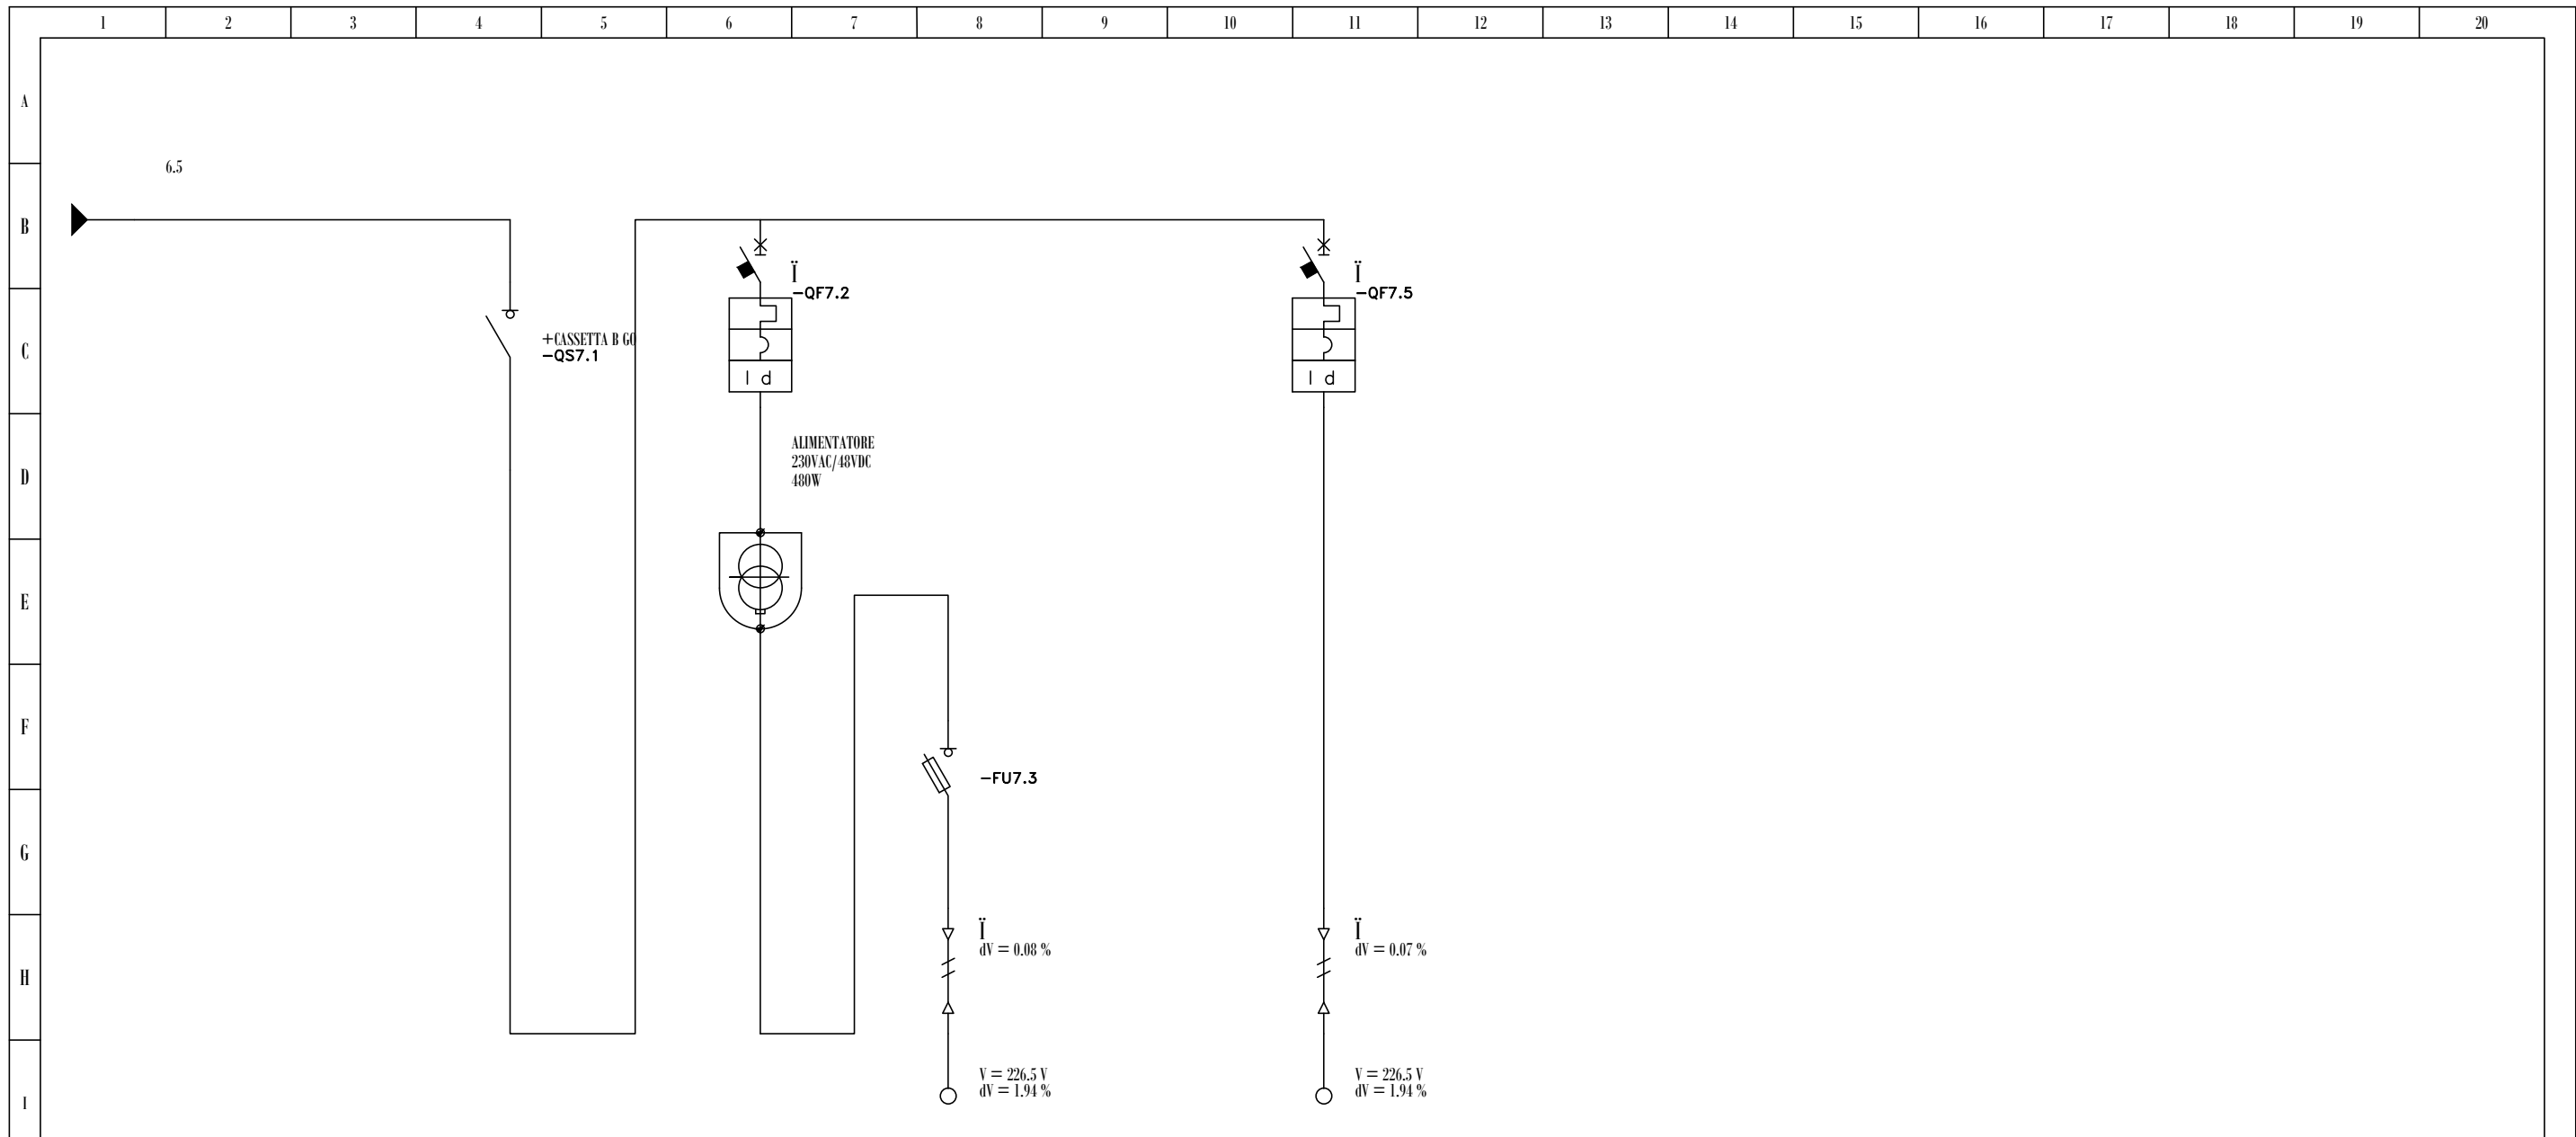 1 2 3 4 5 6 7 8 9 10 11 12 13 14 15 16 17 18 19 20
A
6.5
B
Ï
-QF7.2
Ï
-QF7.5
C
+CASSETTA B GO
-QS7.1
I d
I d
D
ALIMENTATORE
230VAC/48VDC
480W
E
F
-FU7.3
G
H
Ï
dV = 0.08 %
Ï
dV = 0.07 %
I
V = 226.5 V
dV = 1.94 %
V = 226.5 V
dV = 1.94 %